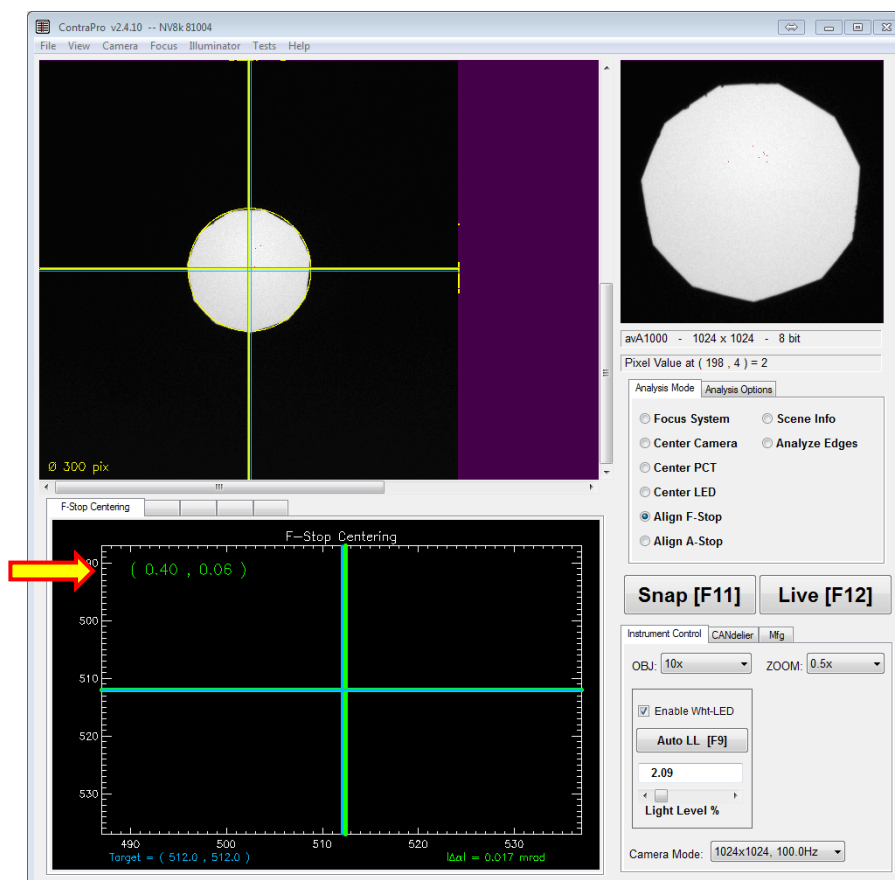 ContraPro v2.4.10 -- NV8k 81004
File View Camera Focus Illuminator Tests Help
Ø 300 pix
avA1000 - 1024 x 1024 - 8 bit
Pixel Value at ( 198 , 4 ) = 2
Analysis Mode Analysis Options
Focus System Scene Info
Center Camera Analyze Edges
Center PCT
Center LED
Align F-Stop
Align A-Stop
F-Stop Centering
F-Stop Centering
( 0.40 , 0.06 )
500
510
520
530
490 500 510 520 530
Target = ( 512.0 , 512.0 ) |Δα| = 0.017 mrad
Snap [F11] Live [F12]
Instrument Control CANdelier Mfg
OBJ: 10x ZOOM: 0.5x
Enable Wht-LED
Auto LL [F9]
2.09
Light Level %
Camera Mode: 1024x1024, 100.0Hz